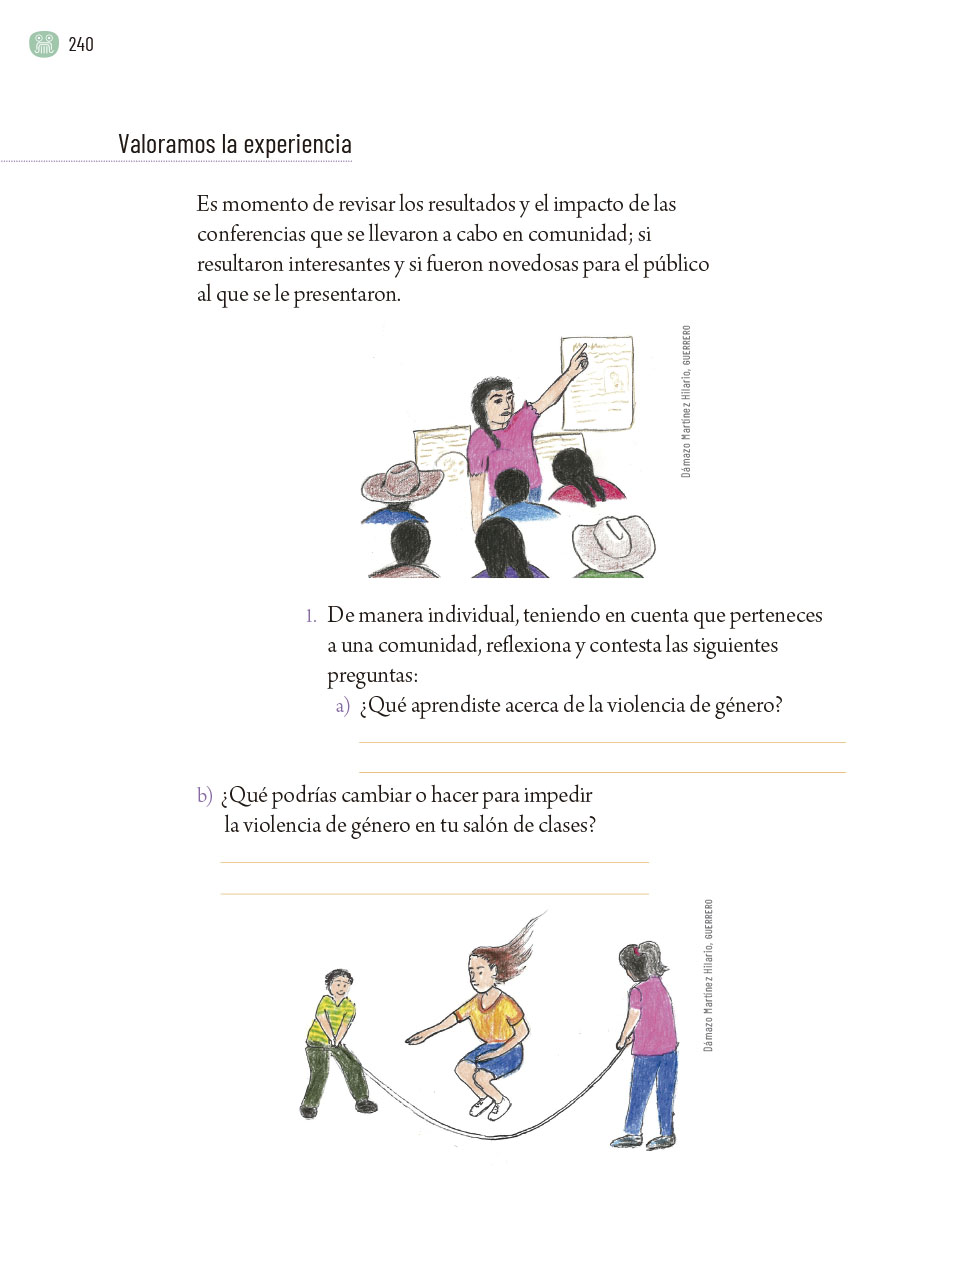 240
Valoramos la experiencia
Es momento de revisar los resultados y el impacto de las
conferencias que se llevaron a cabo en comunidad; si
resultaron interesantes y si fueron novedosas para el público
al que se le presentaron.
Dámazo Martínez Hilario, GUERRERO
1. De manera individual, teniendo en cuenta que perteneces
a una comunidad, reflexiona y contesta las siguientes
preguntas:
a) ¿Qué aprendiste acerca de la violencia de género?
b) ¿Qué podrías cambiar o hacer para impedir
la violencia de género en tu salón de clases?
Dámazo Martínez Hilario, GUERRERO